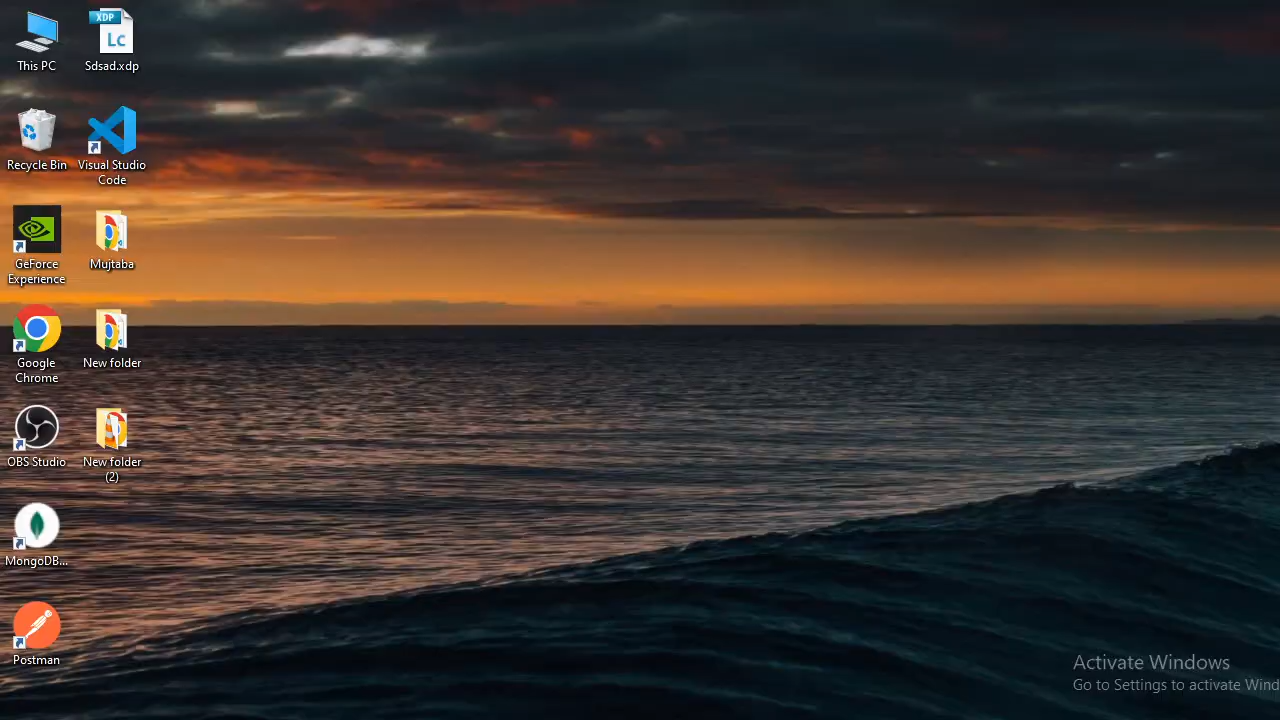 This PC
XDP
Lc
Sdsad.xdp
Recycle Bin
Visual Studio
Code
GeForce
Experience
Mujtaba
Google
Chrome
New folder
OBS Studio
New folder
(2)
MongoDB...
Postman
Activate Windows
Go to Settings to activate Wind